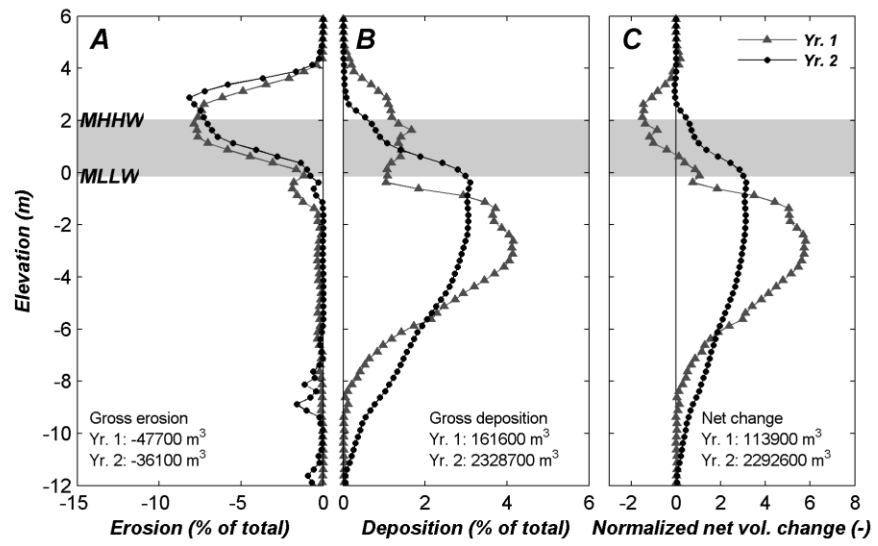 A
B
C
Yr. 1
Yr. 2
6
4
2
0
-2
-4
-6
-8
-10
-12
MHHW
MLLW
Elevation (m)
Gross erosion
Yr. 1: -47700 m³
Yr. 2: -36100 m³
Gross deposition
Yr. 1: 161600 m³
Yr. 2: 2328700 m³
Net change
Yr. 1: 113900 m³
Yr. 2: 2292600 m³
-15 -10 -5 0
0 2 4 6
-2 0 2 4 6 8
Erosion (% of total)
Deposition (% of total)
Normalized net vol. change (-)